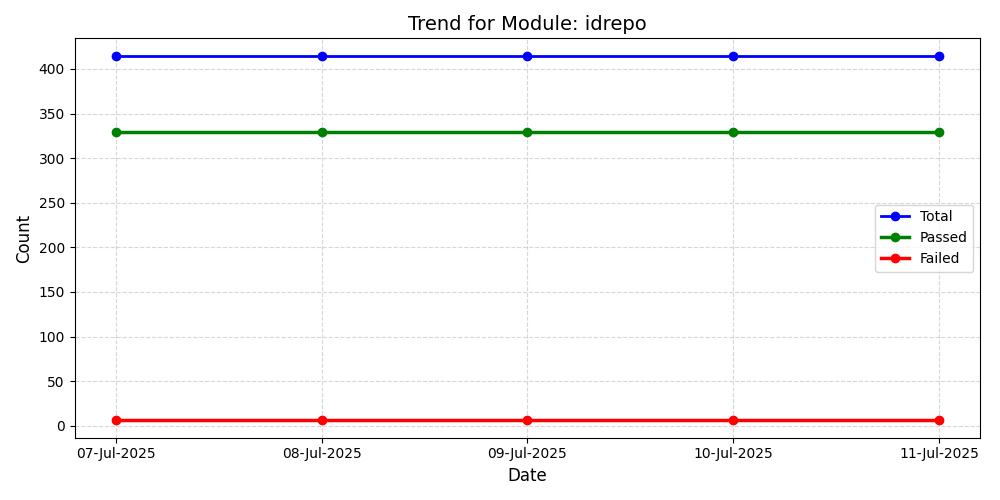 Trend for Module: idrepo
Count
400
350
300
250
200
150
100
50
0
Total
Passed
Failed
07-Jul-2025 08-Jul-2025 09-Jul-2025 10-Jul-2025 11-Jul-2025
Date